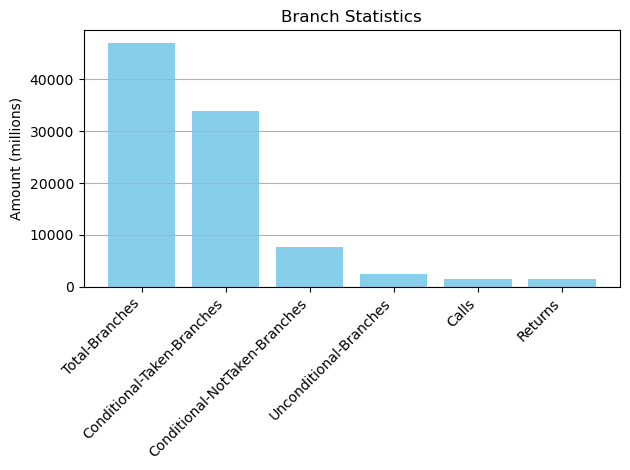 Branch Statistics
Amount (millions)
40000
30000
20000
10000
0
Total-Branches
Conditional-Taken-Branches
Conditional-NotTaken-Branches
Unconditional-Branches
Calls
Returns